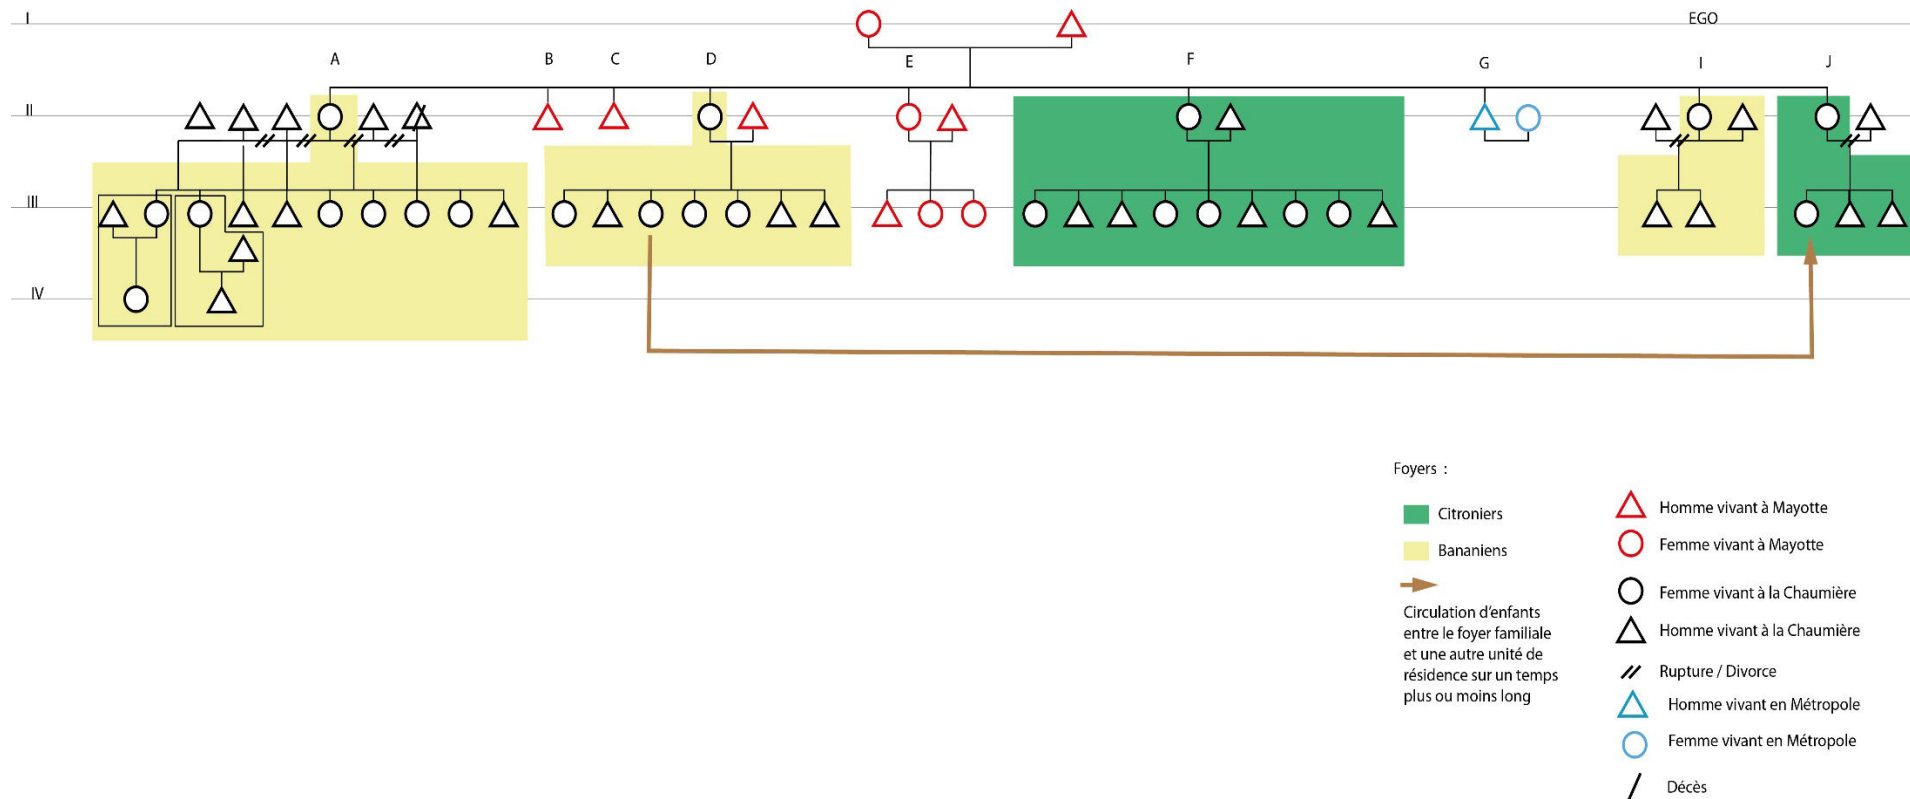 I
EGO
A
B
C
D
E
F
G
I
J
II
III
IV
Foyers :
Citroniers
Bananiens
Circulation d'enfants
entre le foyer familiale
et une autre unité de
résidence sur un temps
plus ou moins long
Homme vivant à Mayotte
Femme vivant à Mayotte
Femme vivant à la Chaumière
Homme vivant à la Chaumière
Rupture / Divorce
Homme vivant en Métropole
Femme vivant en Métropole
Décès